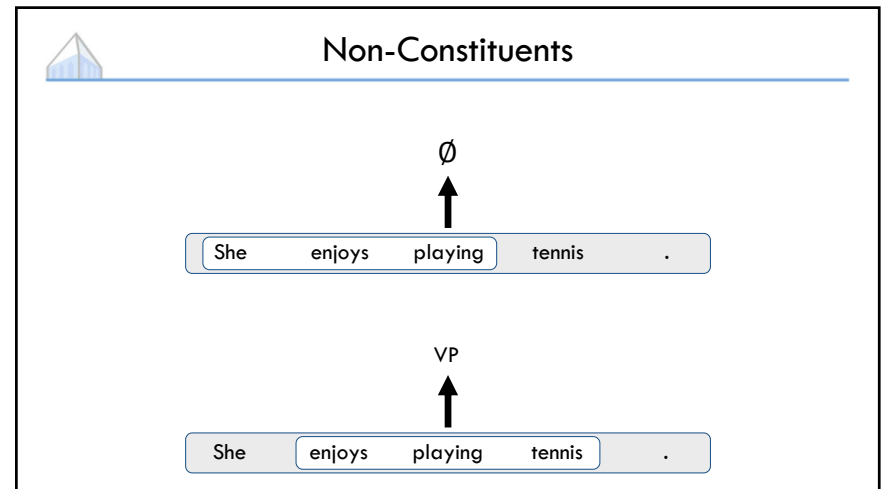 Non-Constituents
Ø
She enjoys playing tennis .
VP
She enjoys playing tennis .